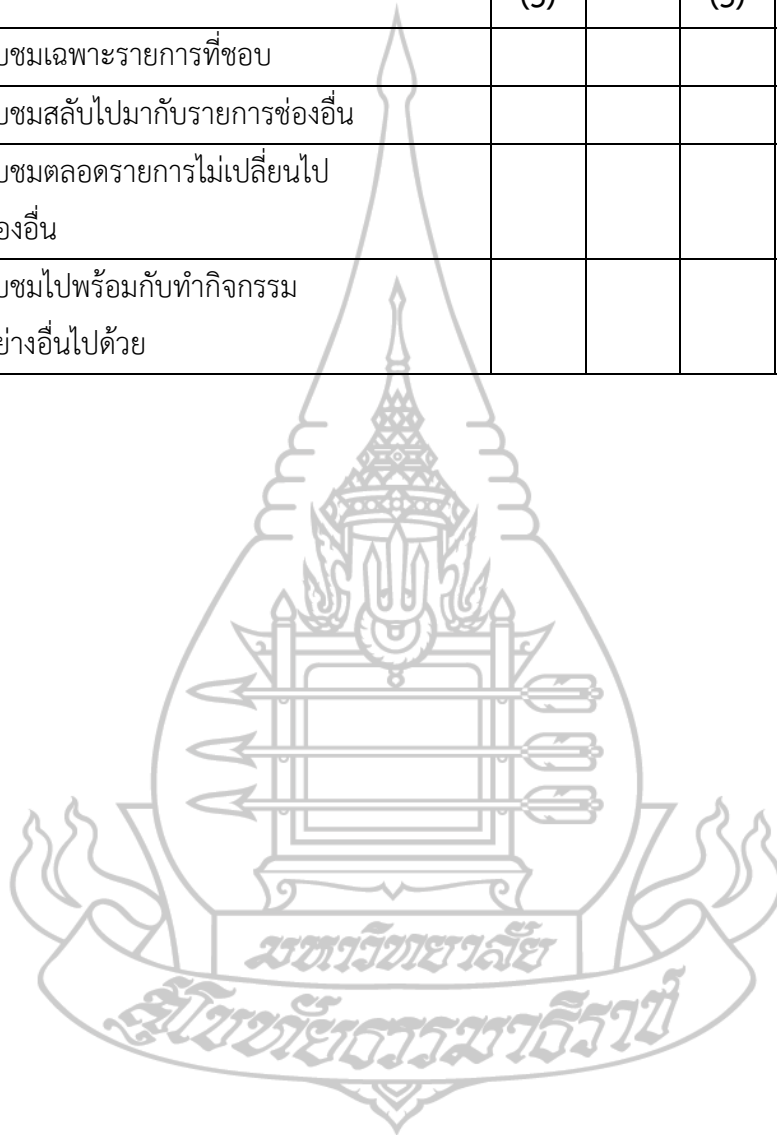 (5) (3)
บชมเฉพาะรายการที่ชอบ
บชมสลับไปมากับรายการช่องอื่น
บชมตลอดรายการไม่เปลี่ยนไป
องอื่น
บชมไปพร้อมกับทำกิจกรรม
ย่างอื่นไปด้วย
มหาวิทยาลัย
สุโขทัยธรรมาธิราช